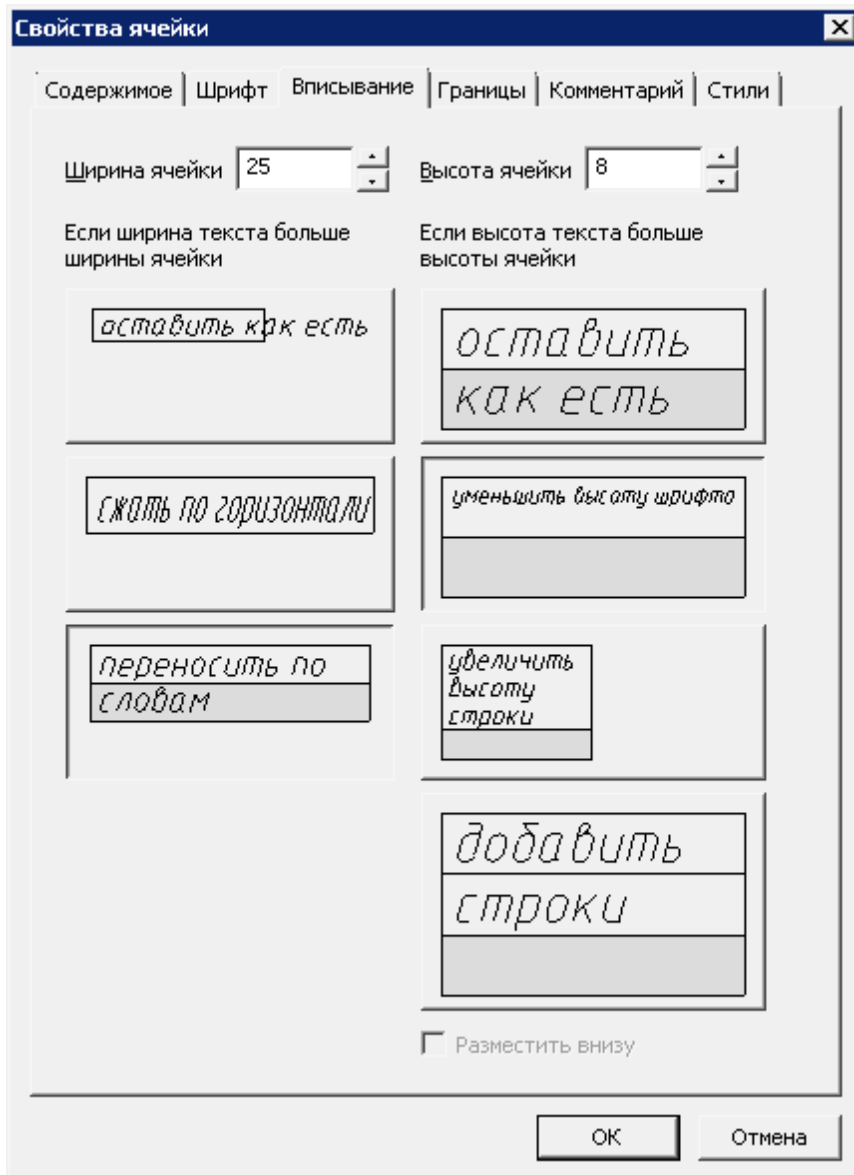 Свойства ячейки
Содержимое Шрифт Вписывание Границы Комментарий Стили
Ширина ячейки 25 Высота ячейки 8
Если ширина текста больше
ширины ячейки
Если высота текста больше
высоты ячейки
оставить как есть
оставить
как есть
сжать по горизонтали
уменьшить высоту шрифта
переносить по
словам
увеличить
высоту
строки
добавить
строки
Разместить внизу
ОК Отмена